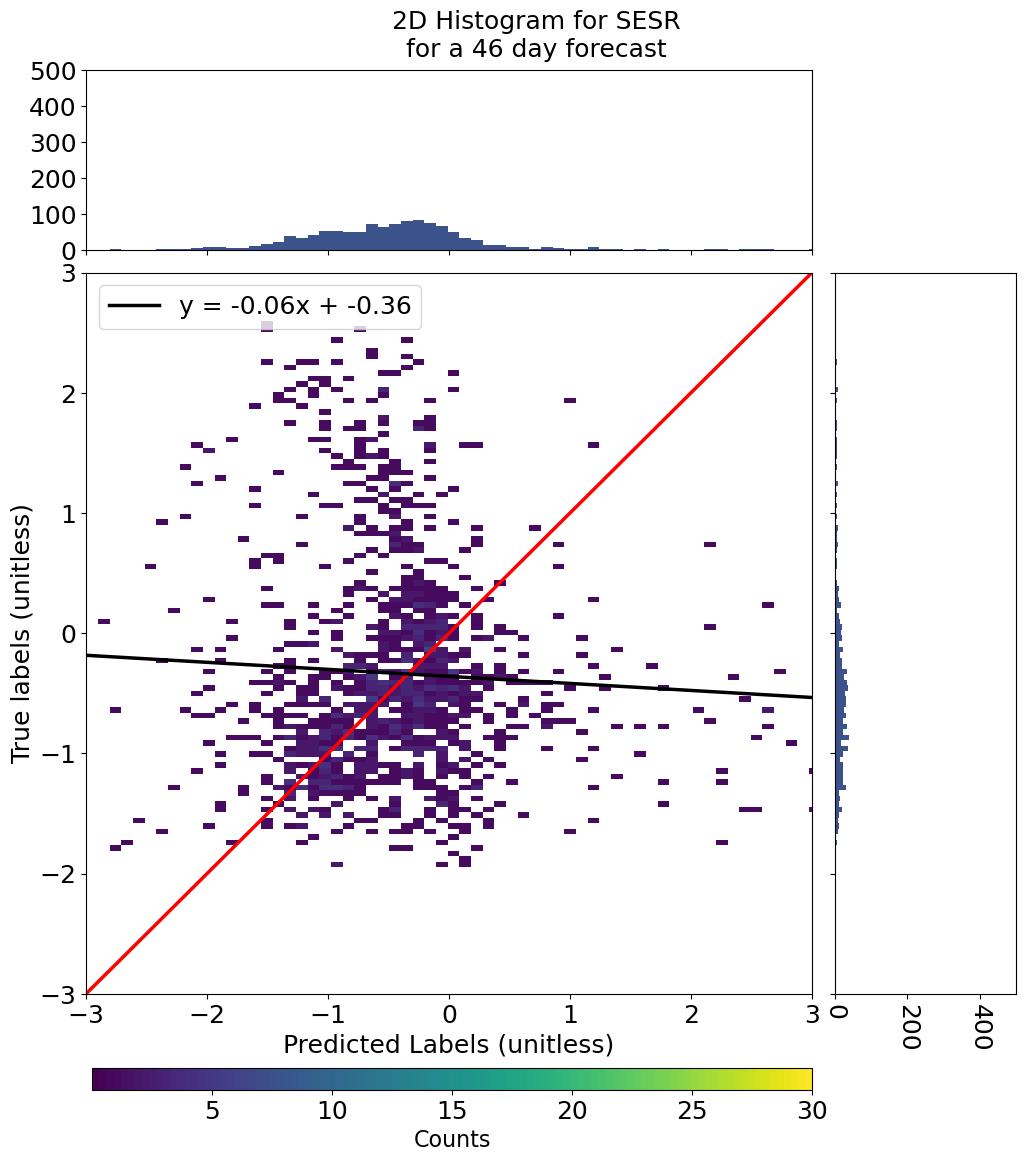 2D Histogram for SESR
for a 46 day forecast
500
400
300
200
100
0
3
2
1
0
−1
−2
−3
True labels (unitless)
y = -0.06x + -0.36
−3 −2 −1 0 1 2 3
Predicted Labels (unitless)
0 200 400
5 10 15 20 25 30
Counts